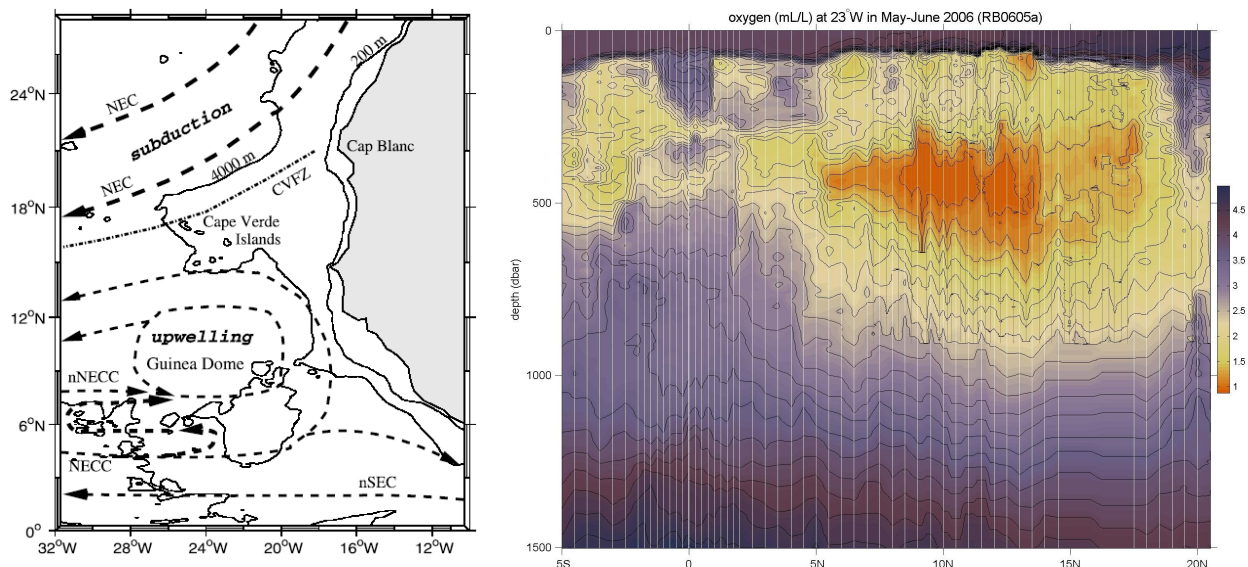 NEC
subduction
200 m
24°N
NEC
4000 m
Cap Blanc
CVFZ
18°N
Cape Verde
Islands
12°N
upwelling
Guinea Dome
nNECC
6°N
NECC
nSEC
0°
32°W 28°W 24°W 20°W 16°W 12°W
oxygen (mL/L) at 23°W in May-June 2006 (RB0605a)
0
500
1000
1500
depth (dbar)
5S 0 5N 10N 15N 20N
4.5
4
3.5
3
2.5
2
1.5
1